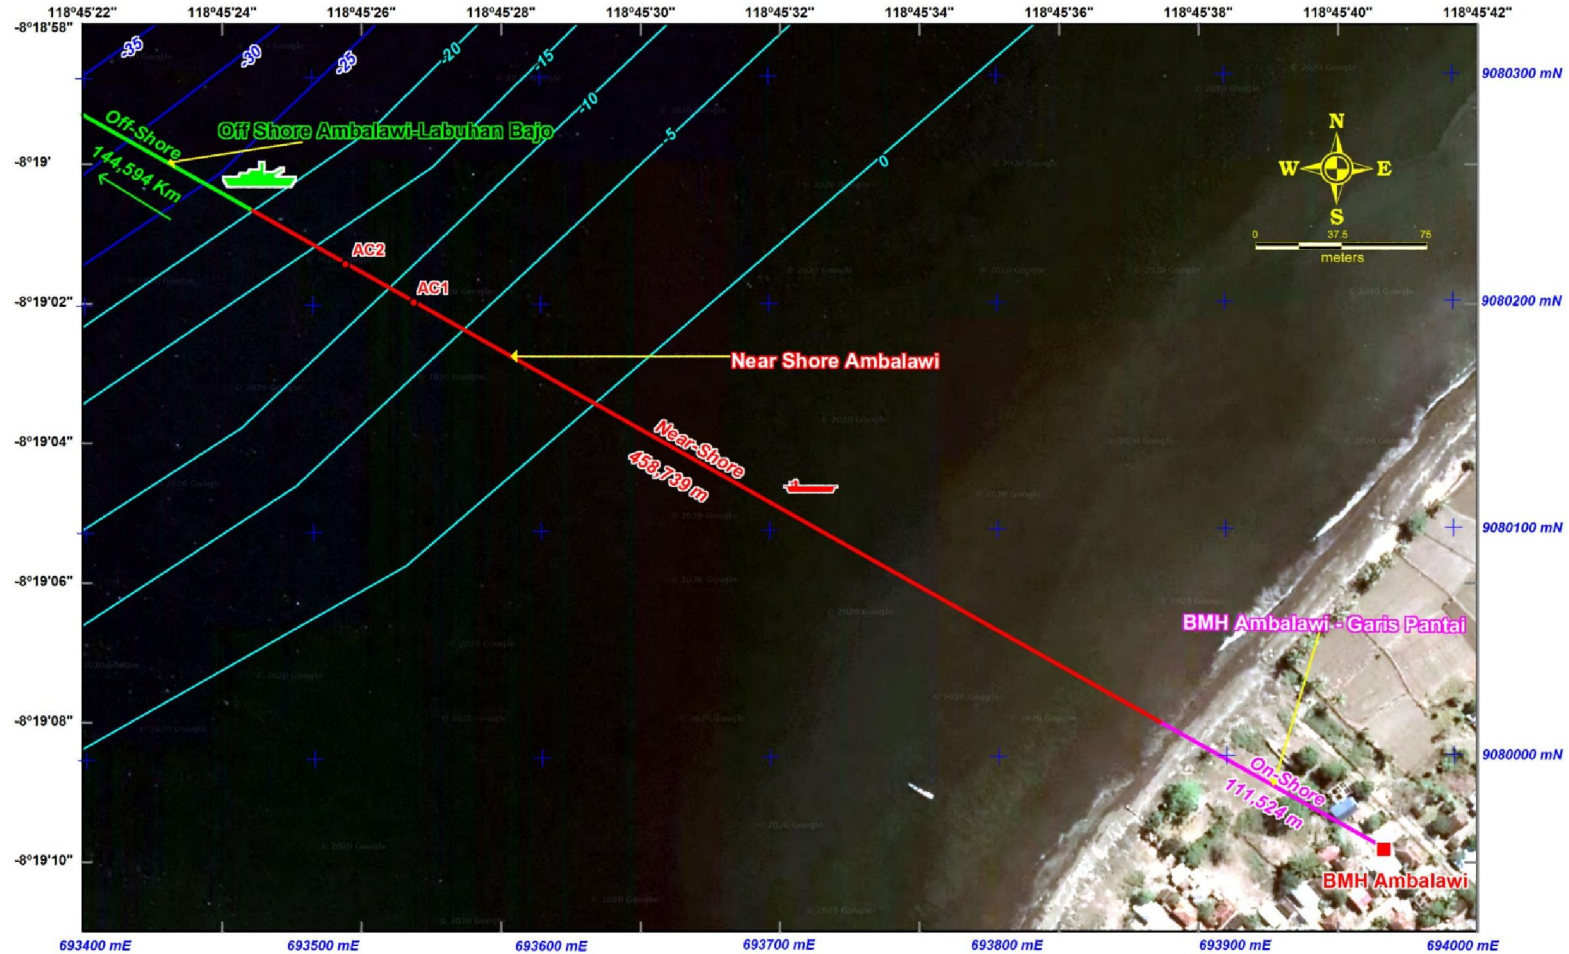 118°45'22" 118°45'24" 118°45'26" 118°45'28" 118°45'30" 118°45'32" 118°45'34" 118°45'36" 118°45'38" 118°45'40" 118°45'42"
-8°18'58"
-35
-30
-25
-20
-15
-10
-5
0
9080300 mN
Off-Shore
144,594 Km
Off Shore Ambalawi-Labuhan Bajo
N
W E
S
0 37.5 75
meters
-8°19'
AC2
AC1
-8°19'02"
9080200 mN
Near Shore Ambalawi
-8°19'04"
Near-Shore
458,739 m
9080100 mN
-8°19'06"
BMH Ambalawi - Garis Pantai
-8°19'08"
9080000 mN
On-Shore
111,524 m
-8°19'10"
BMH Ambalawi
693400 mE 693500 mE 693600 mE 693700 mE 693800 mE 693900 mE 694000 mE
© 2020 Google